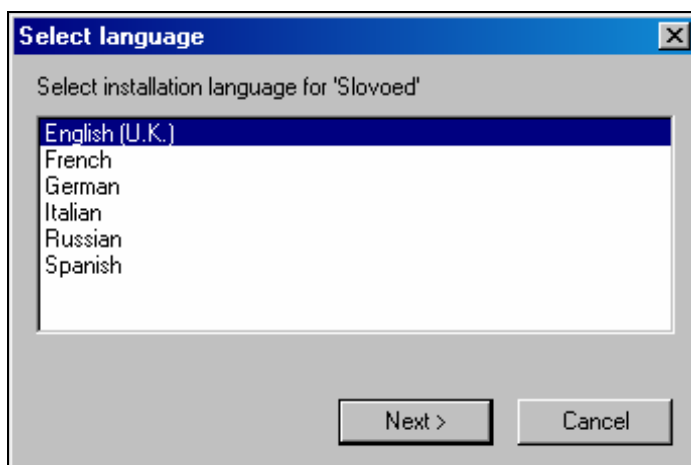 Select language
Select installation language for 'Slovoed'
English (U.K.)
French
German
Italian
Russian
Spanish
Next >
Cancel